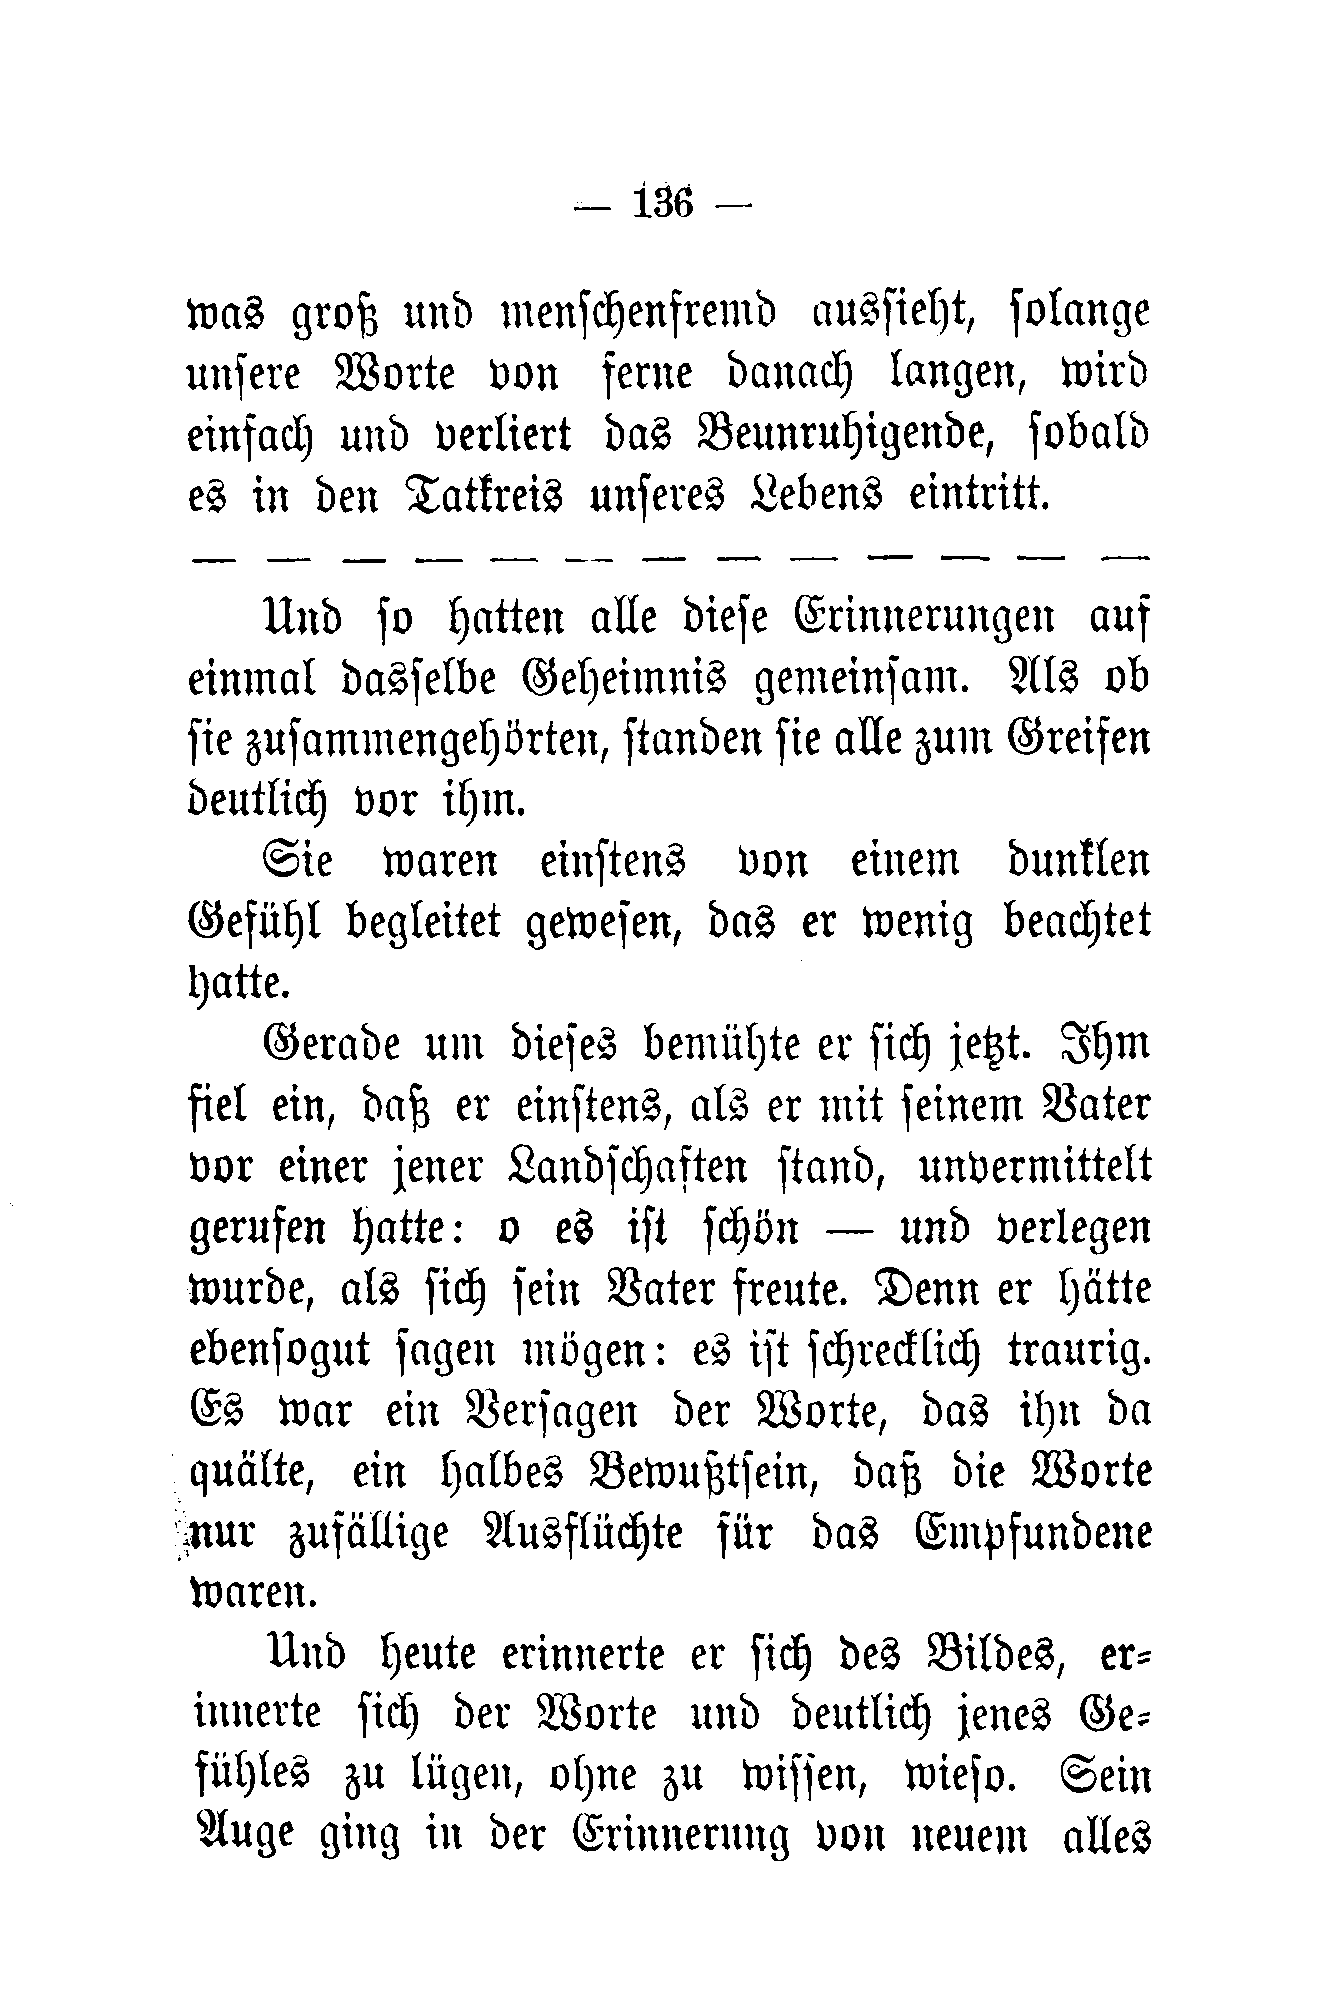 — 136 —
was groß und menschenfremd aussieht, solange
unsere Worte von ferne danach langen, wird
einfach und verliert das Beunruhigende, sobald
es in den Tatkreis unseres Lebens eintritt.
— — — — — — — — — — — — —
Und so hatten alle diese Erinnerungen auf
einmal dasselbe Geheimnis gemeinsam. Als ob
sie zusammengehörten, standen sie alle zum Greifen
deutlich vor ihm.
Sie waren einstens von einem dunklen
Gefühl begleitet gewesen, das er wenig beachtet
hatte.
Gerade um dieses bemühte er sich jetzt. Ihm
fiel ein, daß er einstens, als er mit seinem Vater
vor einer jener Landschaften stand, unvermittelt
gerufen hatte: o es ist schön — und verlegen
wurde, als sich sein Vater freute. Denn er hätte
ebensogut sagen mögen: es ist schrecklich traurig.
Es war ein Versagen der Worte, das ihn da
quälte, ein halbes Bewußtsein, daß die Worte
nur zufällige Ausflüchte für das Empfundene
waren.
Und heute erinnerte er sich des Bildes, er-
innerte sich der Worte und deutlich jenes Ge-
fühles zu lügen, ohne zu wissen, wieso. Sein
Auge ging in der Erinnerung von neuem alles